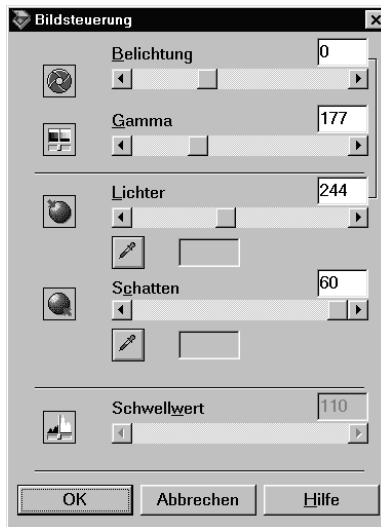 Bildsteuerung
Belichtung 0
Gamma 177
Lichter 244
Schatten 60
Schwellwert 110
OK Abbrechen Hilfe